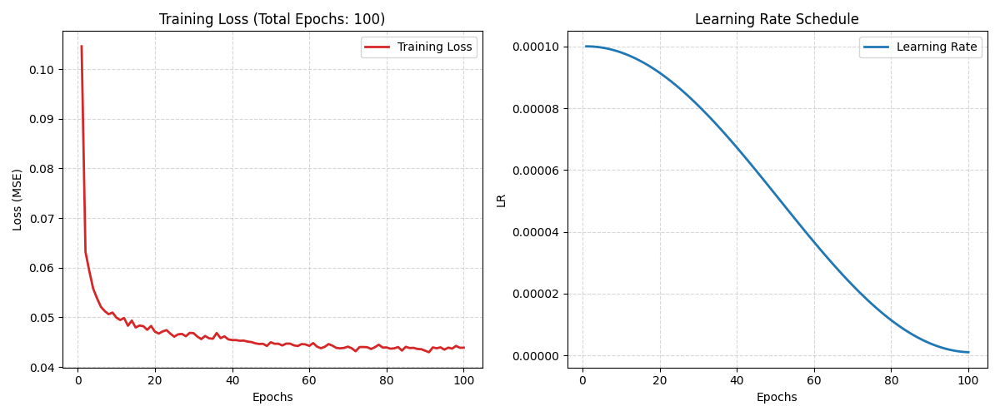 Training Loss (Total Epochs: 100)
Training Loss
0.10
0.09
0.08
0.07
0.06
0.05
0.04
Loss (MSE)
0 20 40 60 80 100
Epochs
Learning Rate Schedule
Learning Rate
0.00010
0.00008
0.00006
0.00004
0.00002
0.00000
LR
0 20 40 60 80 100
Epochs